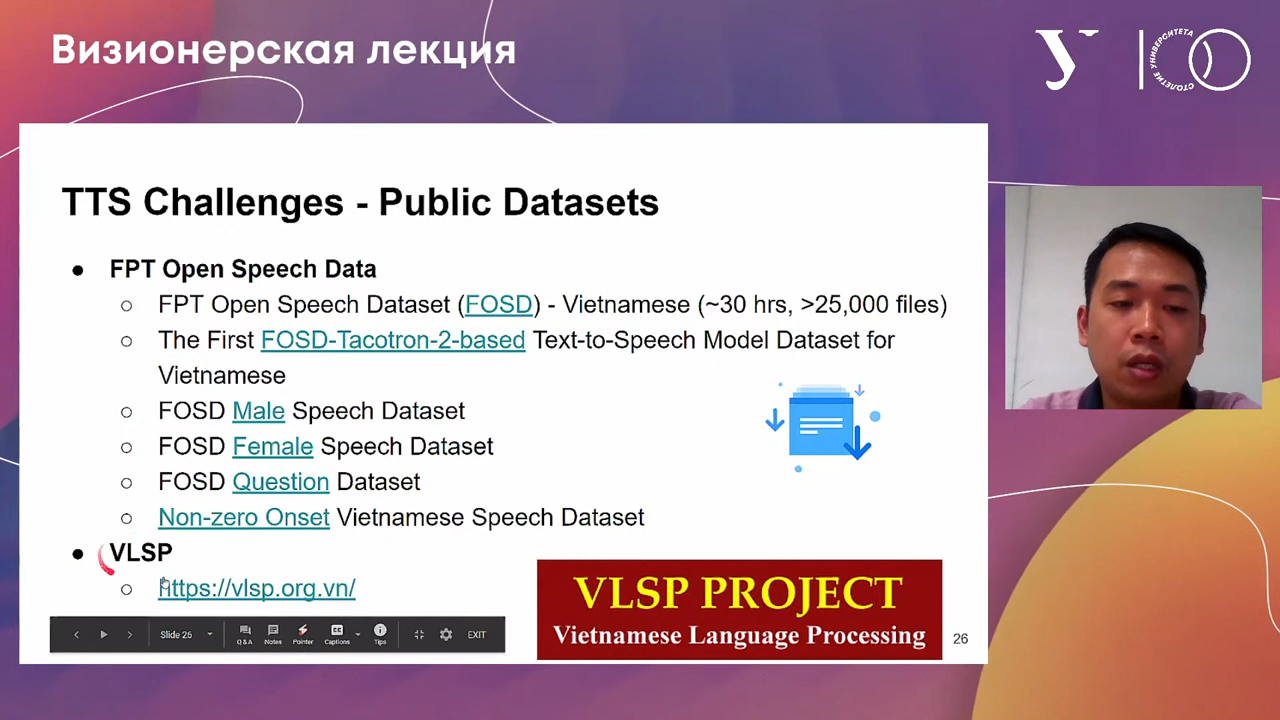 Визионерская лекция
У
СТОЛЕТИЕ УНИВЕРСИТЕТА
TTS Challenges - Public Datasets
● FPT Open Speech Data
○ FPT Open Speech Dataset (FOSD) - Vietnamese (~30 hrs, >25,000 files)
○ The First FOSD-Tacotron-2-based Text-to-Speech Model Dataset for
Vietnamese
○ FOSD Male Speech Dataset
○ FOSD Female Speech Dataset
○ FOSD Question Dataset
○ Non-zero Onset Vietnamese Speech Dataset
● VLSP
○ https://vlsp.org.vn/
VLSP PROJECT
Vietnamese Language Processing
Slide 26
Q & A
Notes
Pointer
Captions
Tips
EXIT
26